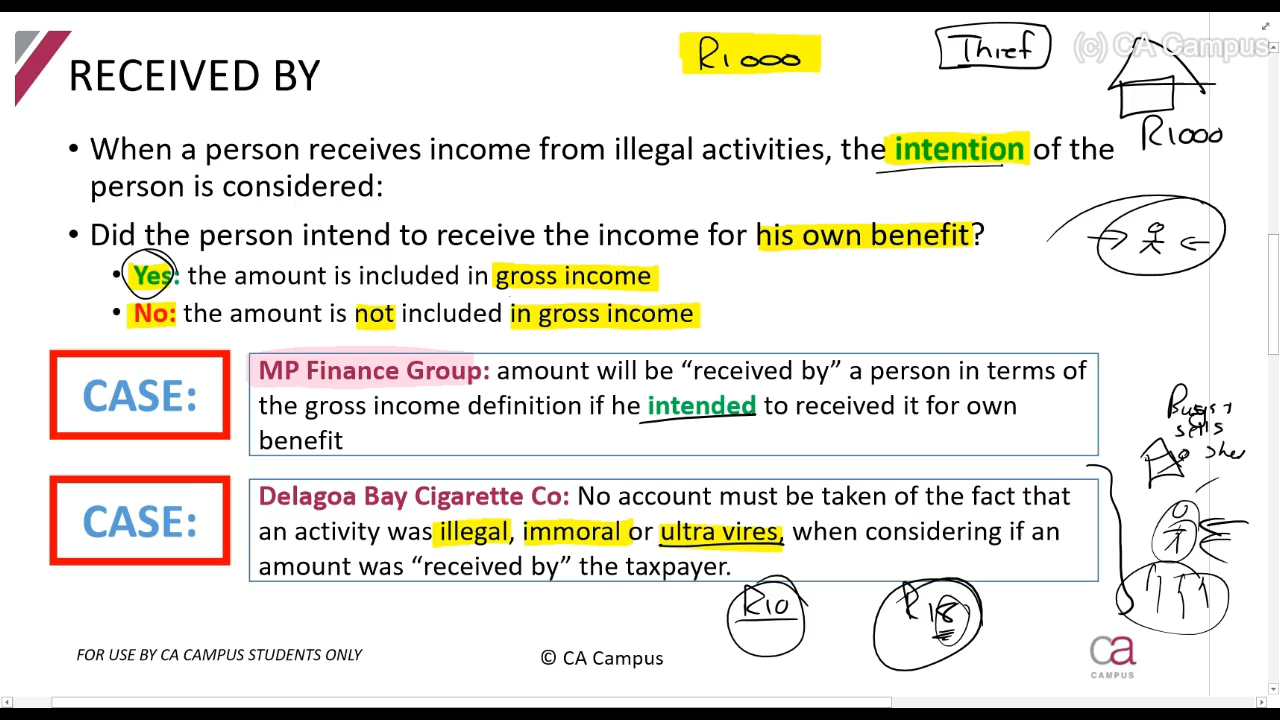 R1000
Thief
(c) CA Campus
RECEIVED BY
R1000
• When a person receives income from illegal activities, the intention of the
person is considered:
• Did the person intend to receive the income for his own benefit?
• Yes: the amount is included in gross income
• No: the amount is not included in gross income
CASE:
MP Finance Group: amount will be “received by” a person in terms of
the gross income definition if he intended to received it for own
benefit
sells
CASE:
Delagoa Bay Cigarette Co: No account must be taken of the fact that
an activity was illegal, immoral or ultra vires, when considering if an
amount was “received by” the taxpayer.
R10
R18
FOR USE BY CA CAMPUS STUDENTS ONLY
© CA Campus
ca
CAMPUS